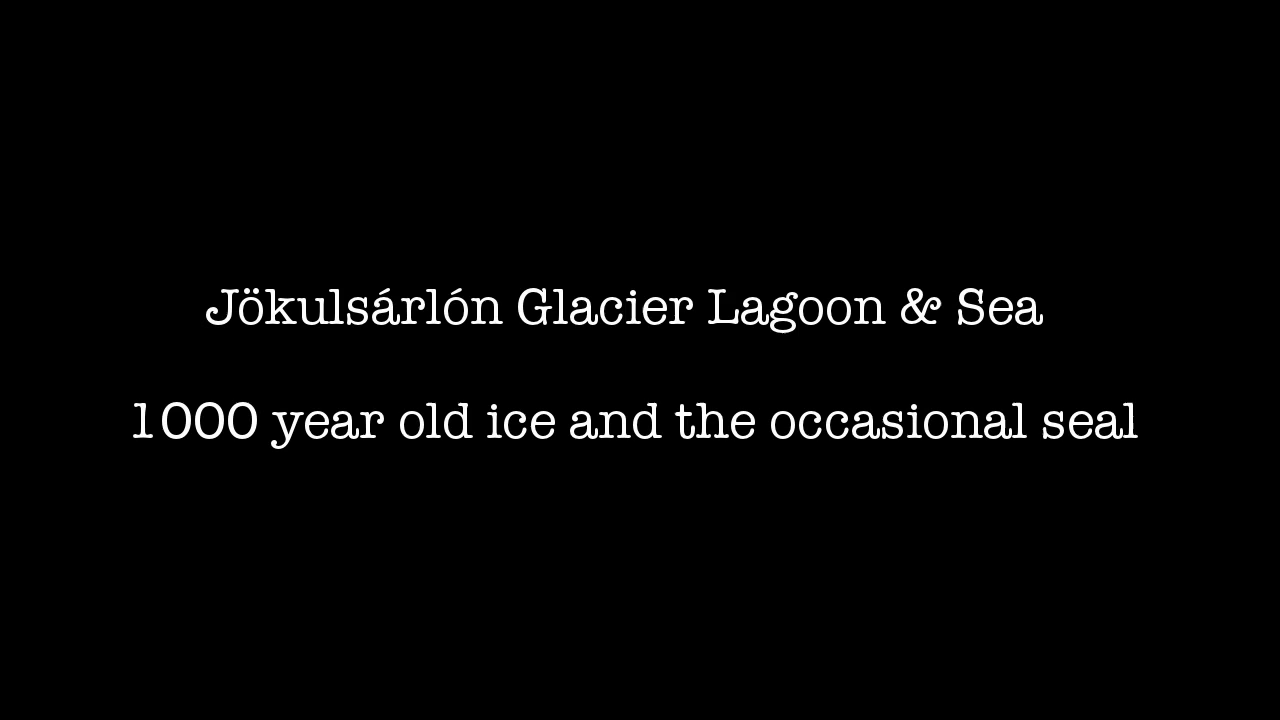 Jökulsárlón Glacier Lagoon & Sea
1000 year old ice and the occasional seal